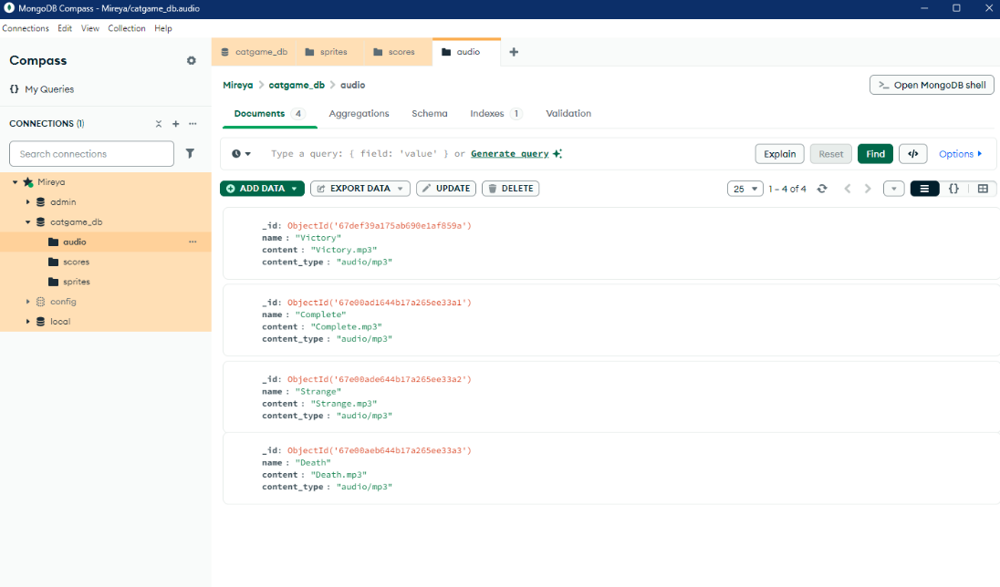 MongoDB Compass - Mireya/catgame_db.audio
Connections Edit View Collection Help
Compass
{} My Queries
CONNECTIONS (1)
Search connections
Mireya
admin
catgame_db
audio
scores
sprites
config
local
catgame_db sprites scores audio
Mireya > catgame_db > audio
>_ Open MongoDB shell
Documents 4 Aggregations Schema Indexes 1 Validation
Type a query: { field: 'value' } or Generate query
Explain Reset Find </> Options
ADD DATA EXPORT DATA UPDATE DELETE
25 1 – 4 of 4 {}
_id: ObjectId('67def39a175ab690e1af859a')
name : "Victory"
content : "Victory.mp3"
content_type : "audio/mp3"
_id: ObjectId('67e00ad1644b17a265ee33a1')
name : "Complete"
content : "Complete.mp3"
content_type : "audio/mp3"
_id: ObjectId('67e00ade644b17a265ee33a2')
name : "Strange"
content : "Strange.mp3"
content_type : "audio/mp3"
_id: ObjectId('67e00aeb644b17a265ee33a3')
name : "Death"
content : "Death.mp3"
content_type : "audio/mp3"